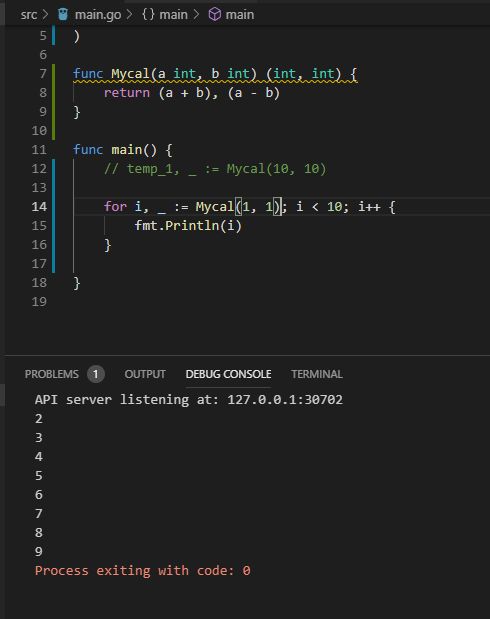 src > main.go > {} main > main
5 )
6
7 func Mycal(a int, b int) (int, int) {
8 return (a + b), (a - b)
9 }
10
11 func main() {
12 // temp_1, _ := Mycal(10, 10)
13
14 for i, _ := Mycal(1, 1); i < 10; i++ {
15 fmt.Println(i)
16 }
17
18 }
19
PROBLEMS 1 OUTPUT DEBUG CONSOLE TERMINAL
API server listening at: 127.0.0.1:30702
2
3
4
5
6
7
8
9
Process exiting with code: 0